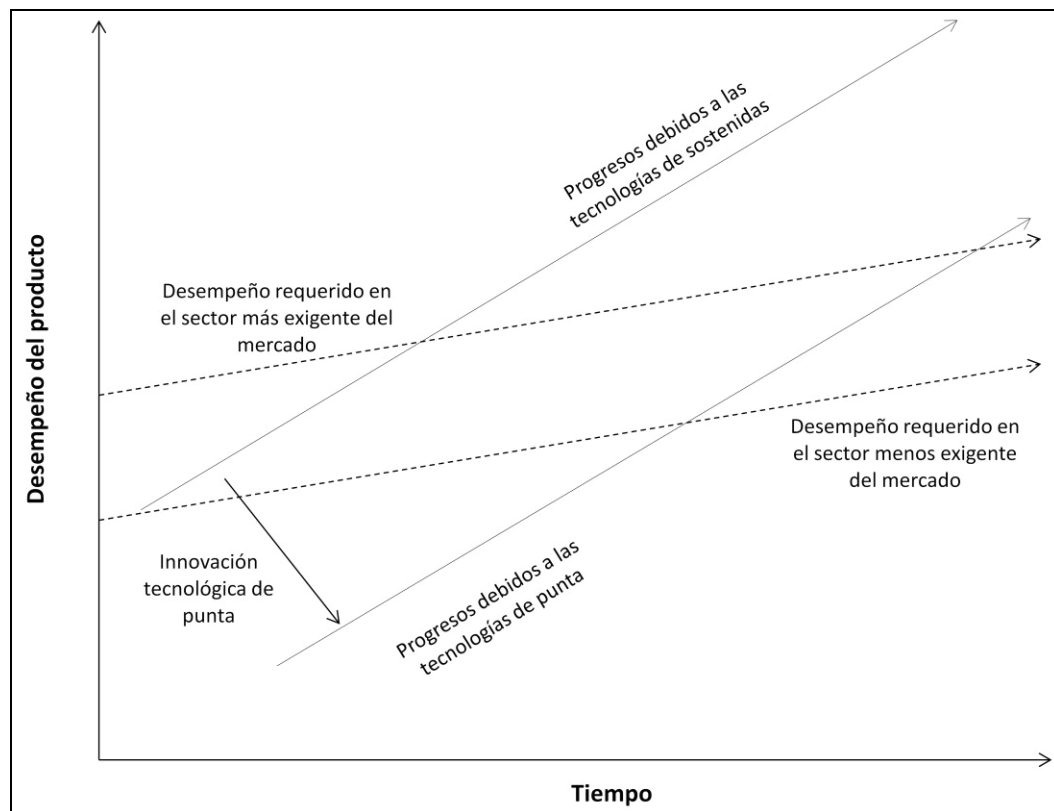 Progresos debidos a las
tecnologías de sostenidas
Desempeño requerido en
el sector más exigente del
mercado
Desempeño del producto
Desempeño requerido en
el sector menos exigente
del mercado
Innovación
tecnológica de
punta
Progresos debidos a las
tecnologías de punta
Tiempo